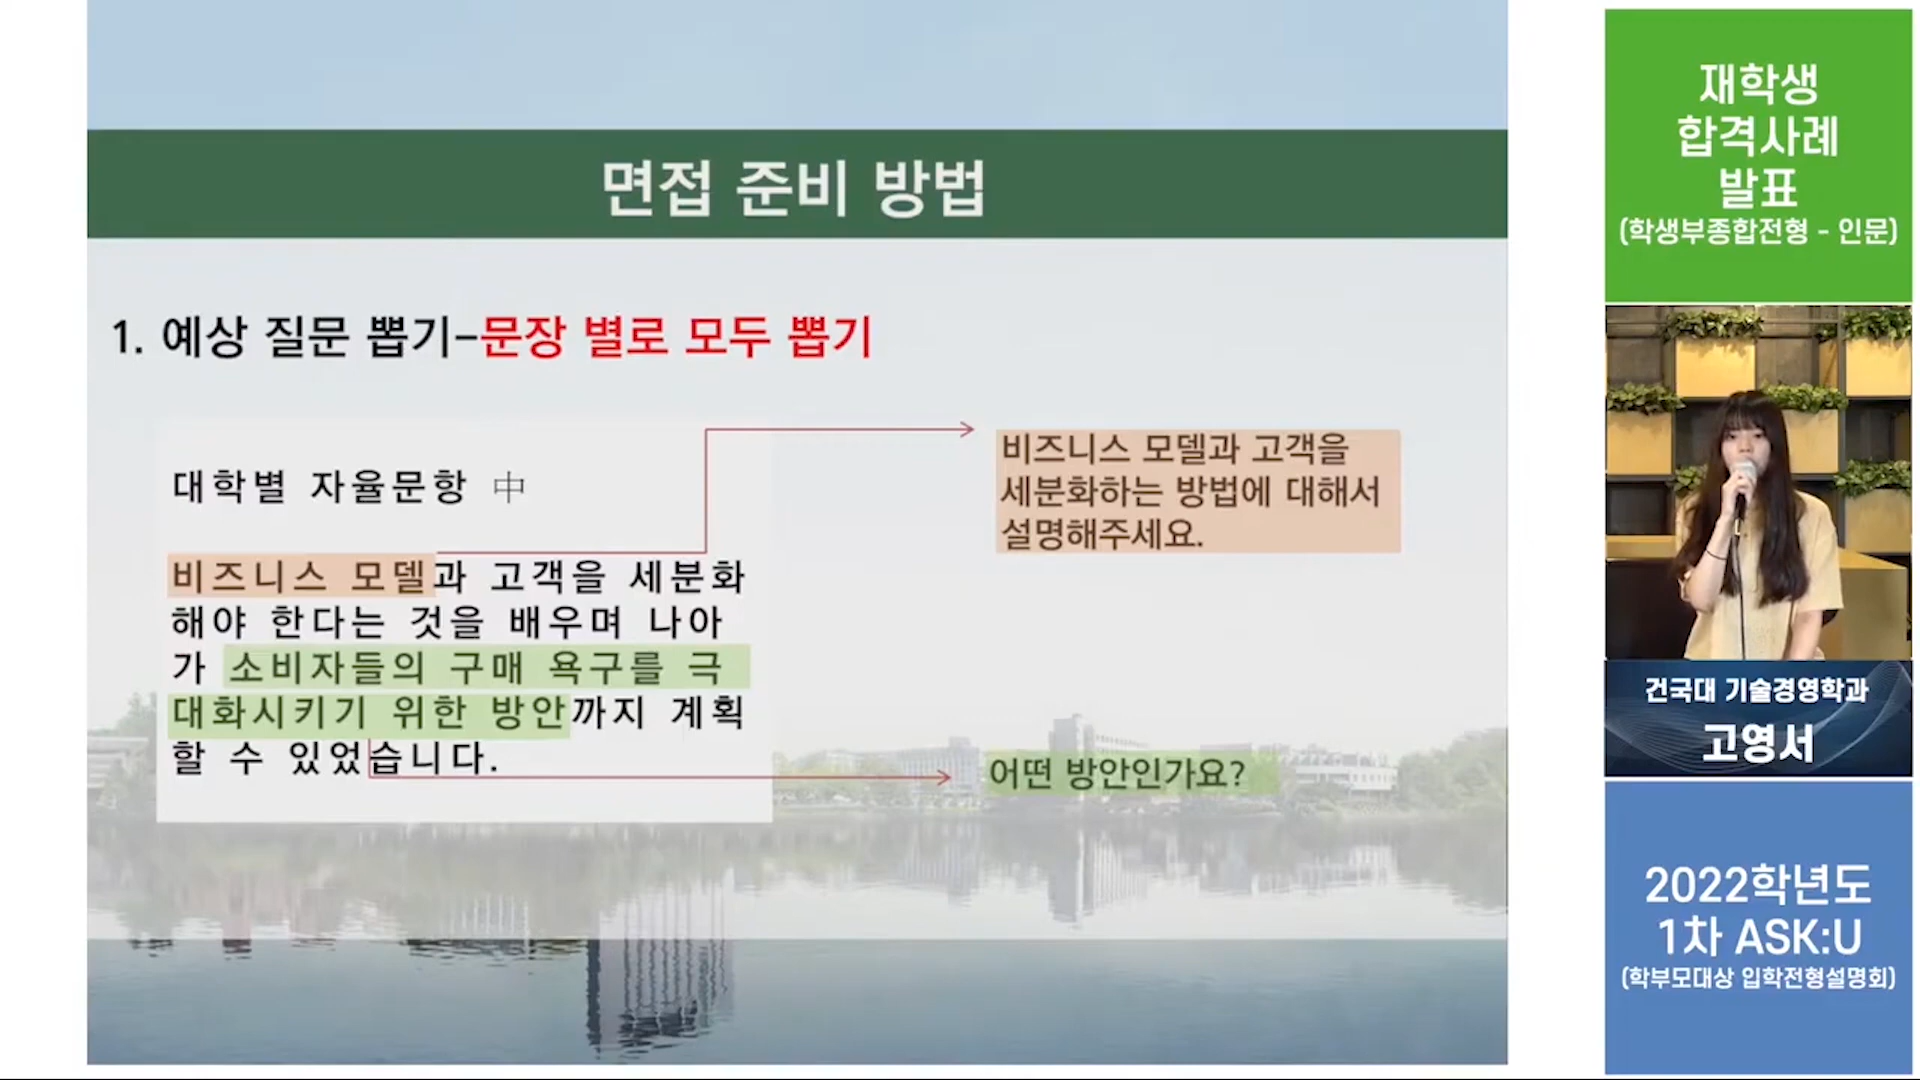 면접 준비 방법
1. 예상 질문 뽑기-문장 별로 모두 뽑기
대학별 자율문항 中
비즈니스 모델과 고객을 세분화
해야 한다는 것을 배우며 나아
가 소비자들의 구매 욕구를 극
대화시키기 위한 방안까지 계획
할 수 있었습니다.
비즈니스 모델과 고객을
세분화하는 방법에 대해서
설명해주세요.
어떤 방안인가요?
재학생
합격사례
발표
(학생부종합전형 - 인문)
건국대 기술경영학과
고영서
2022학년도
1차 ASK:U
(학부모대상 입학전형설명회)